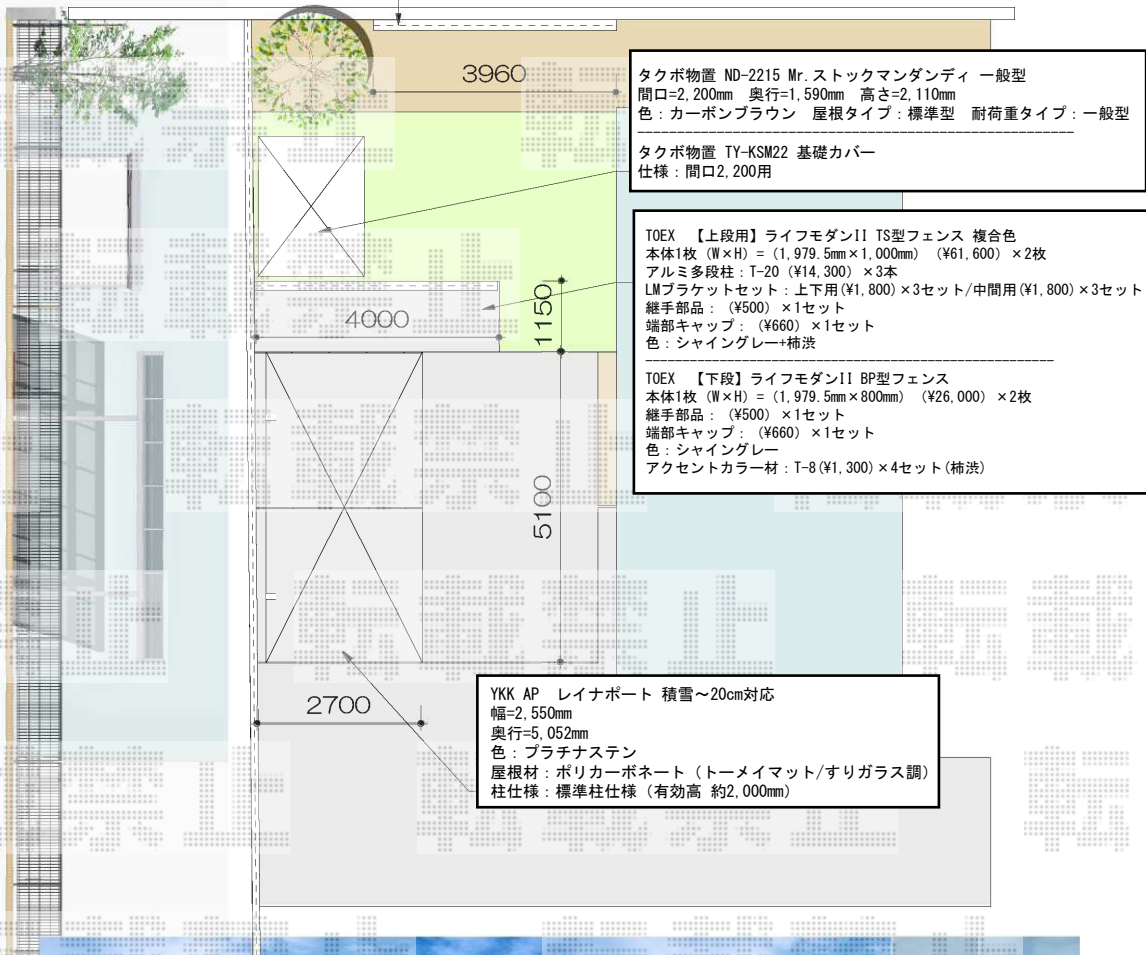 3960
タクボ物置 ND-2215 Mr.ストックマンダンディ 一般型
間口=2,200mm 奥行=1,590mm 高さ=2,110mm
色：カーボンブラウン 屋根タイプ：標準型 耐荷重タイプ：一般型
タクボ物置 TY-KSM22 基礎カバー
仕様：間口2,200用
TOEX 【上段用】ライフモダンII TS型フェンス 複合色
本体1枚（W×H）＝（1,979.5mm×1,000mm）（¥61,600）×2枚
アルミ多段柱：T-20（¥14,300）×3本
LMブラケットセット：上下用(¥1,800)×3セット/中間用(¥1,800)×3セット
継手部品：（¥500）×1セット
端部キャップ：（¥660）×1セット
色：シャイングレー+柿渋
TOEX 【下段】ライフモダンII BP型フェンス
本体1枚（W×H）＝（1,979.5mm×800mm）（¥26,000）×2枚
継手部品：（¥500）×1セット
端部キャップ：（¥660）×1セット
色：シャイングレー
アクセントカラー材：T-8(¥1,300)×4セット(柿渋)
4000
1150
5100
2700
YKK AP レイナポート 積雪～20cm対応
幅=2,550mm
奥行=5,052mm
色：プラチナステン
屋根材：ポリカーボネート（トーメイマット/すりガラス調）
柱仕様：標準柱仕様（有効高 約2,000mm）
転載禁止